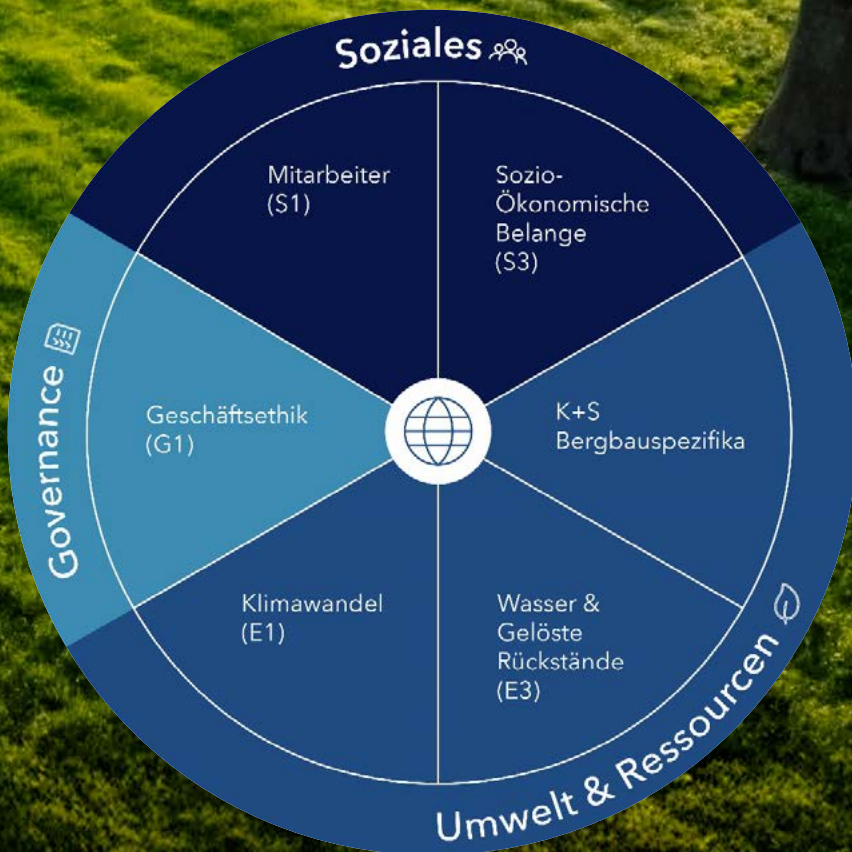 Soziales
Mitarbeiter
(S1)
Sozio-
Ökonomische
Belange
(S3)
Governance
Geschäftsethik
(G1)
K+S
Bergbauspezifika
Klimawandel
(E1)
Wasser &
Gelöste
Rückstände
(E3)
Umwelt & Ressourcen